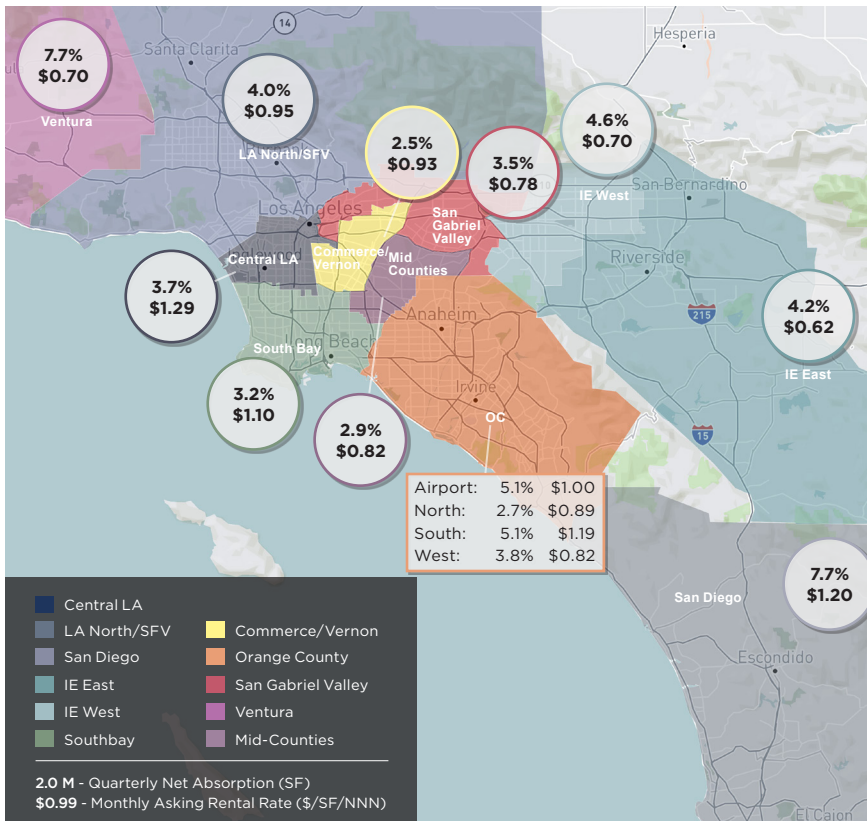 14
Hesperia
Santa Clarita
7.7%
$0.70
Ventura
4.0%
$0.95
LA North/SFV
2.5%
$0.93
3.5%
$0.78
4.6%
$0.70
IE West
San Bernardino
Los Angeles
San
Gabriel
Valley
Central LA
Commerce/
Vernon
Mid
Counties
Riverside
3.7%
$1.29
Anaheim
215
4.2%
$0.62
IE East
South Bay
Long Beach
Irvine
OC
15
3.2%
$1.10
2.9%
$0.82
Airport: 5.1% $1.00
North: 2.7% $0.89
South: 5.1% $1.19
West: 3.8% $0.82
7.7%
$1.20
San Diego
Escondido
El Cajon
Central LA
LA North/SFV
San Diego
IE East
IE West
Southbay
Commerce/Vernon
Orange County
San Gabriel Valley
Ventura
Mid-Counties
2.0 M - Quarterly Net Absorption (SF)
$0.99 - Monthly Asking Rental Rate ($/SF/NNN)